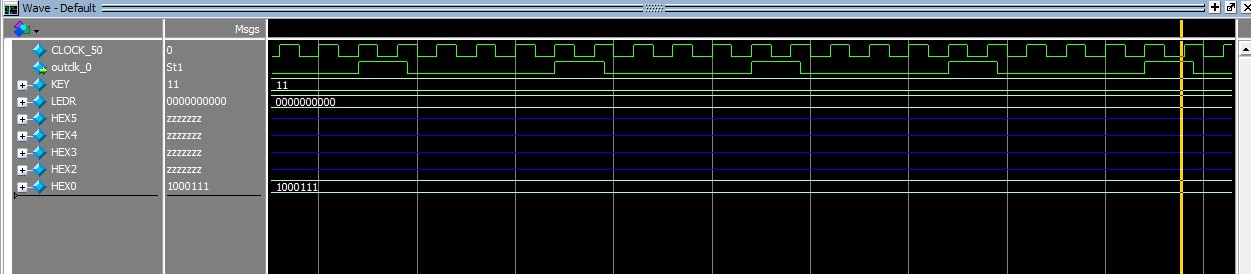 Wave - Default
Msgs
CLOCK_50 0
outclk_0 St1
KEY 11 11
LEDR 0000000000 0000000000
HEX5 zzzzzzz
HEX4 zzzzzzz
HEX3 zzzzzzz
HEX2 zzzzzzz
HEX0 1000111 1000111